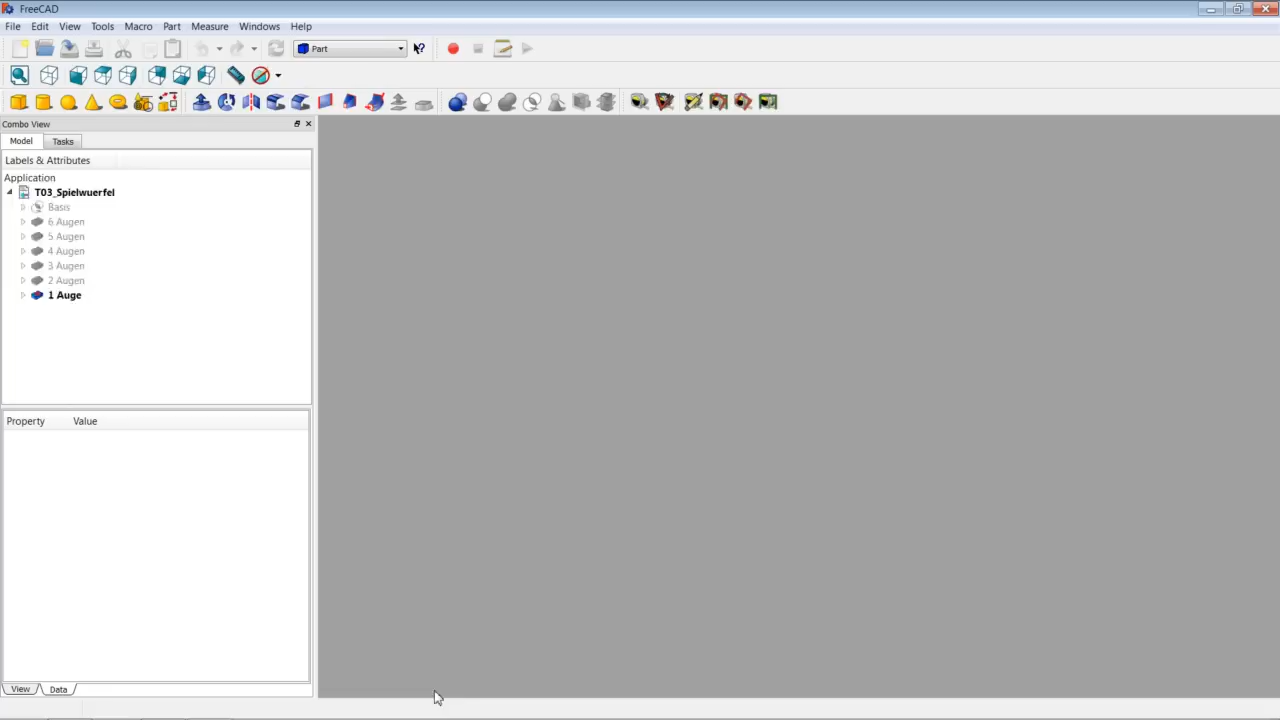 FreeCAD
File Edit View Tools Macro Part Measure Windows Help
Part
Combo View
Model Tasks
Labels & Attributes
Application
T03_Spielwuerfel
Basis
6 Augen
5 Augen
4 Augen
3 Augen
2 Augen
1 Auge
Property Value
View Data